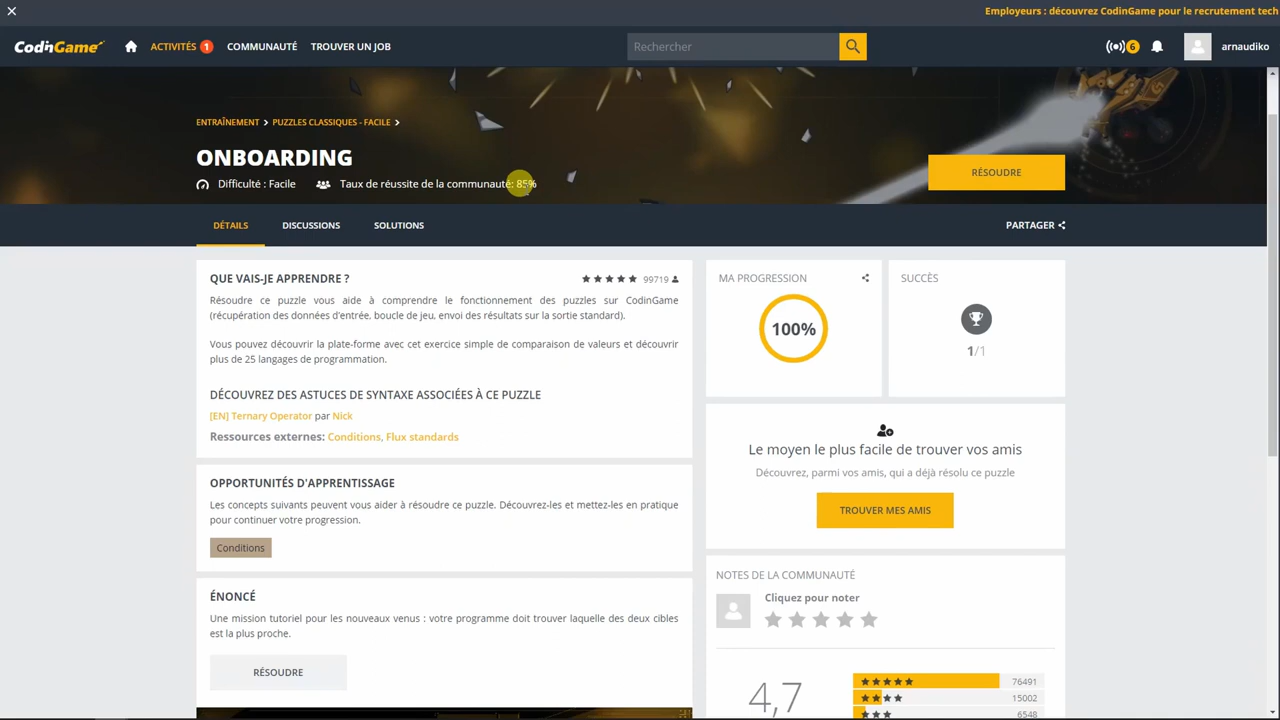 Employeurs : découvrez CodinGame pour le recrutement tech
CODINGAME
ACTIVITÉS 1
COMMUNAUTÉ
TROUVER UN JOB
Rechercher
6
arnaudiko
ENTRAÎNEMENT
PUZZLES CLASSIQUES - FACILE
ONBOARDING
Difficulté : Facile
Taux de réussite de la communauté: 85%
RÉSOUDRE
DÉTAILS
DISCUSSIONS
SOLUTIONS
PARTAGER
QUE VAIS-JE APPRENDRE ?
99719
Résoudre ce puzzle vous aide à comprendre le fonctionnement des puzzles sur CodinGame
(récupération des données d'entrée, boucle de jeu, envoi des résultats sur la sortie standard).
Vous pouvez découvrir la plate-forme avec cet exercice simple de comparaison de valeurs et découvrir
plus de 25 langages de programmation.
DÉCOUVREZ DES ASTUCES DE SYNTAXE ASSOCIÉES À CE PUZZLE
[EN] Ternary Operator par Nick
Ressources externes: Conditions, Flux standards
OPPORTUNITÉS D'APPRENTISSAGE
Les concepts suivants peuvent vous aider à résoudre ce puzzle. Découvrez-les et mettez-les en pratique
pour continuer votre progression.
Conditions
ÉNONCÉ
Une mission tutoriel pour les nouveaux venus : votre programme doit trouver laquelle des deux cibles
est la plus proche.
RÉSOUDRE
MA PROGRESSION
100%
SUCCÈS
1/1
Le moyen le plus facile de trouver vos amis
Découvrez, parmi vos amis, qui a déjà résolu ce puzzle
TROUVER MES AMIS
NOTES DE LA COMMUNAUTÉ
Cliquez pour noter
4,7
76491
15002
6548